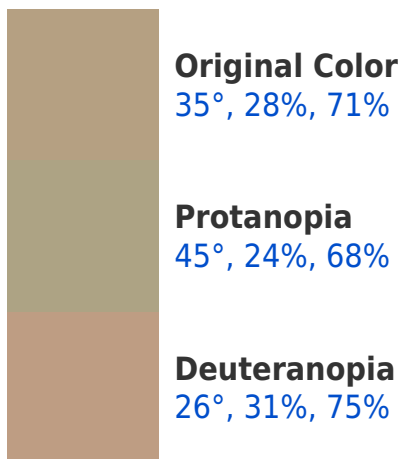 Original Color
35°, 28%, 71%
Protanopia
45°, 24%, 68%
Deuteranopia
26°, 31%, 75%